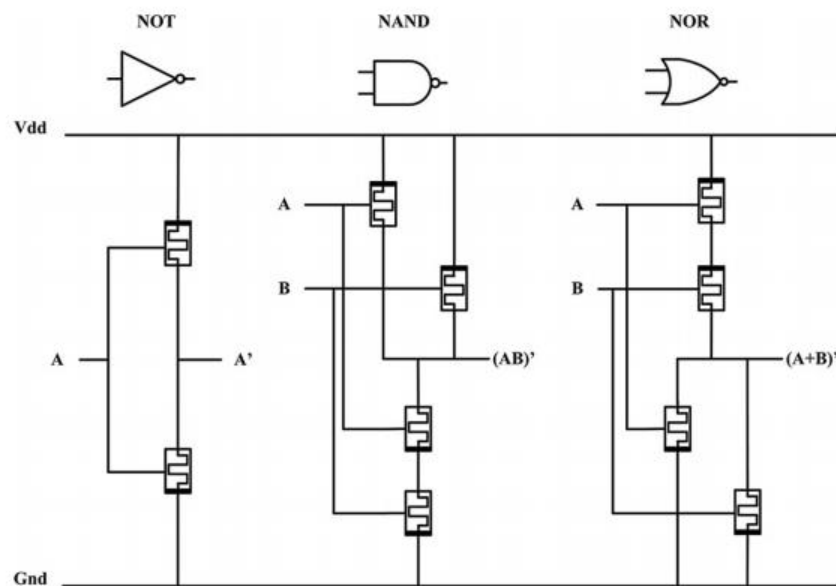 NOT NAND NOR
Vdd
A A
B B
A A' (AB)' (A+B)'
Gnd